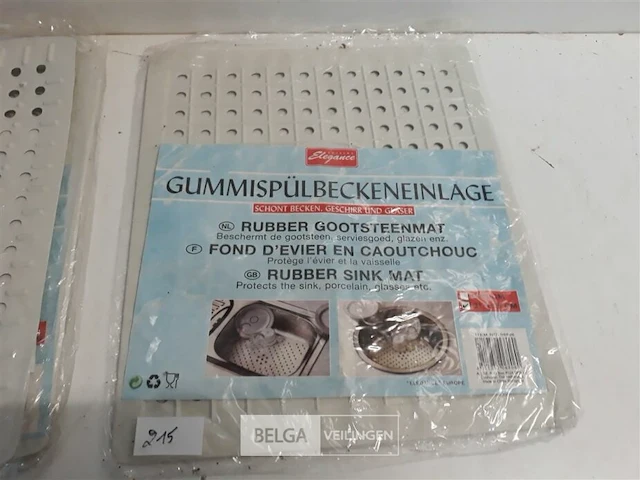 Elegance
GUMMISPÜLBECKENEINLAGE
SCHONT BECKEN, GESCHIRR UND GLÄSER
NL RUBBER GOOTSTEENMAT
Beschermt de gootsteen, serviesgoed, glazen enz.
F FOND D'EVIER EN CAOUTCHOUC
Protège l'évier et la vaisselle
GB RUBBER SINK MAT
Protects the sink, porcelain, glasses etc.
215
BELGA VEILINGEN